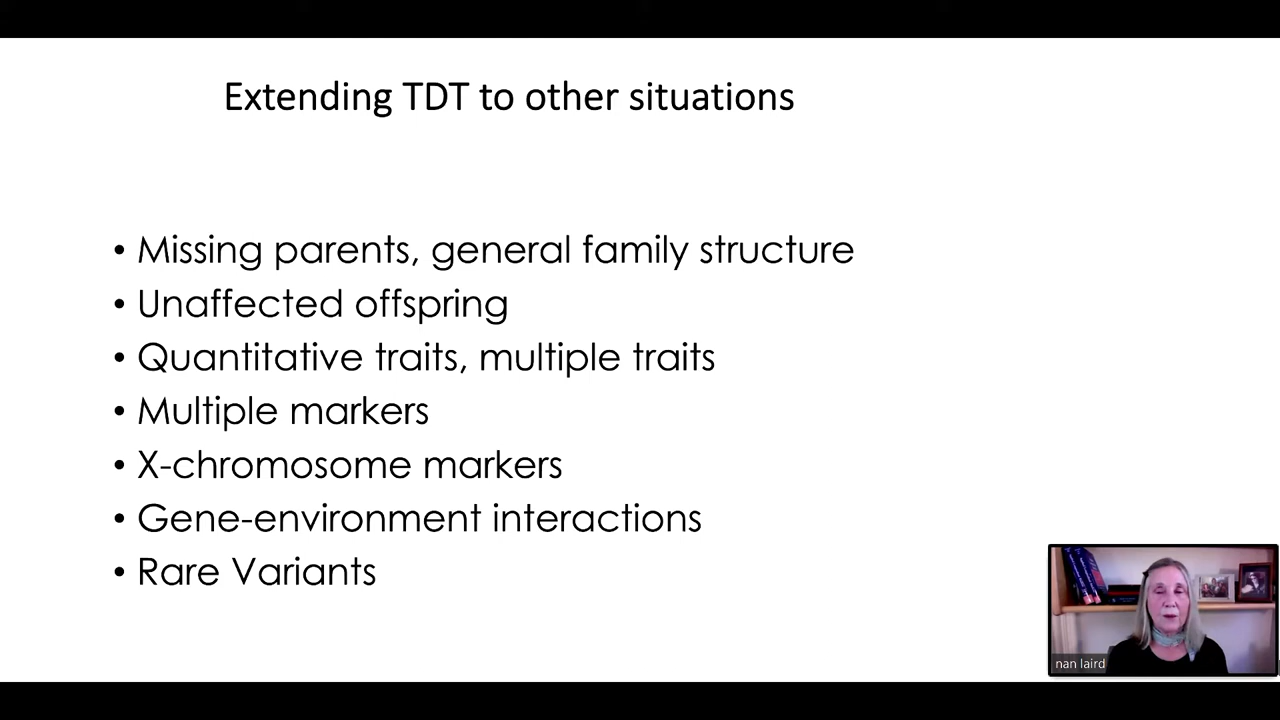 Extending TDT to other situations
• Missing parents, general family structure
• Unaffected offspring
• Quantitative traits, multiple traits
• Multiple markers
• X-chromosome markers
• Gene-environment interactions
• Rare Variants
nan laird